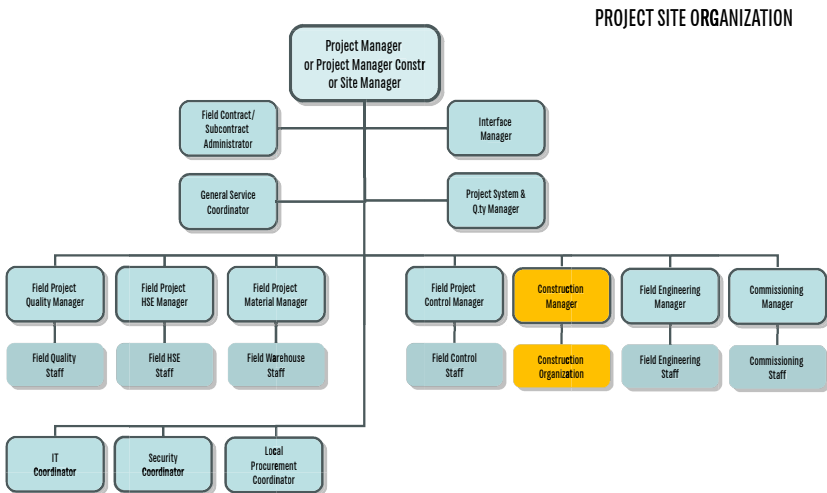 PROJECT SITE ORGANIZATION
Project Manager
or Project Manager Constr
or Site Manager
Field Contract/
Subcontract
Administrator
Interface
Manager
General Service
Coordinator
Project System &
Q.ty Manager
Field Project
Quality Manager
Field Project
HSE Manager
Field Project
Material Manager
Field Project
Control Manager
Construction
Manager
Field Engineering
Manager
Commissioning
Manager
Field Quality
Staff
Field HSE
Staff
Field Warehouse
Staff
Field Control
Staff
Construction
Organization
Field Engineering
Staff
Commissioning
Staff
IT
Coordinator
Security
Coordinator
Local
Procurement
Coordinator